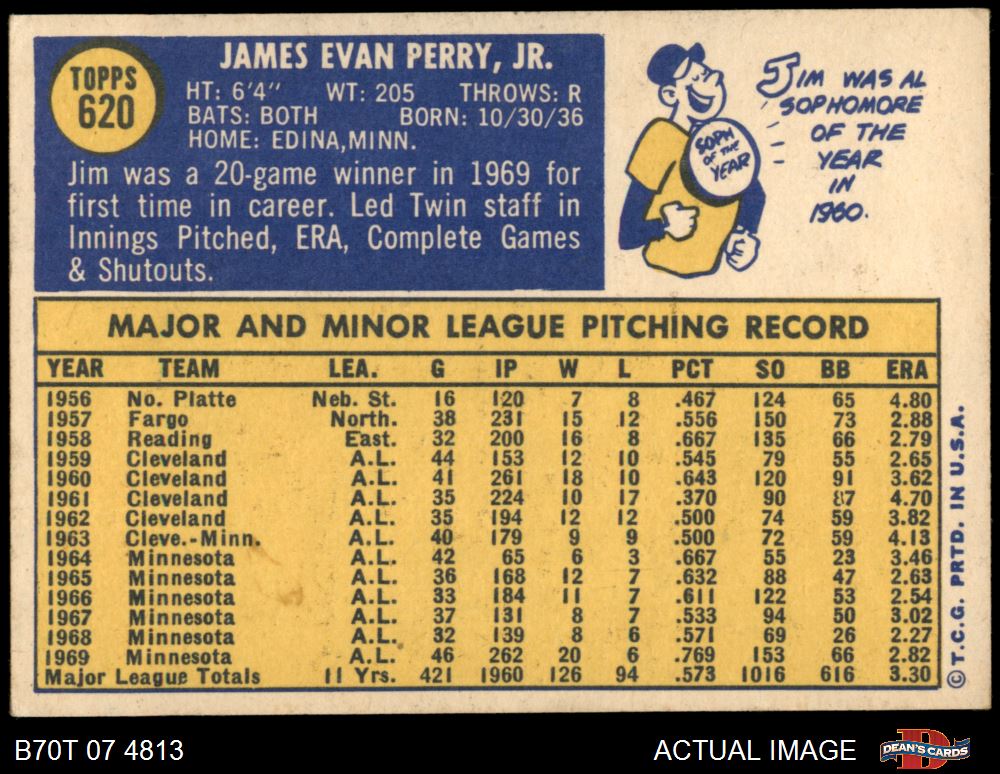 TOPPS
620
JAMES EVAN PERRY, JR.
HT: 6'4" WT: 205 THROWS: R
BATS: BOTH BORN: 10/30/36
HOME: EDINA, MINN.
Jim was a 20-game winner in 1969 for
first time in career. Led Twin staff in
Innings Pitched, ERA, Complete Games
& Shutouts.
SOPH
OF THE
YEAR
JIM WAS AL
SOPHOMORE
OF THE
YEAR
IN
1960.
MAJOR AND MINOR LEAGUE PITCHING RECORD
YEAR TEAM LEA. G IP W L PCT SO BB ERA
1956 No. Platte Neb. St. 16 120 7 8 .467 124 65 4.80
1957 Fargo North. 38 231 15 12 .556 150 73 2.88
1958 Reading East. 32 200 16 8 .667 135 66 2.79
1959 Cleveland A.L. 44 153 12 10 .545 79 55 2.65
1960 Cleveland A.L. 41 261 18 10 .643 120 91 3.62
1961 Cleveland A.L. 35 224 10 17 .370 90 87 4.70
1962 Cleveland A.L. 35 194 12 12 .500 74 59 3.82
1963 Cleve.-Minn. A.L. 40 179 9 9 .500 72 59 4.13
1964 Minnesota A.L. 42 65 6 3 .667 55 23 3.46
1965 Minnesota A.L. 36 168 12 7 .632 88 47 2.63
1966 Minnesota A.L. 33 184 11 7 .611 122 53 2.54
1967 Minnesota A.L. 37 131 8 7 .533 94 50 3.02
1968 Minnesota A.L. 32 139 8 6 .571 69 26 2.27
1969 Minnesota A.L. 46 262 20 6 .769 153 66 2.82
Major League Totals 11 Yrs. 421 1960 126 94 .573 1016 616 3.30
© T.C.G. PRTD. IN U.S.A.
B70T 07 4813
ACTUAL IMAGE
DEAN'S CARDS